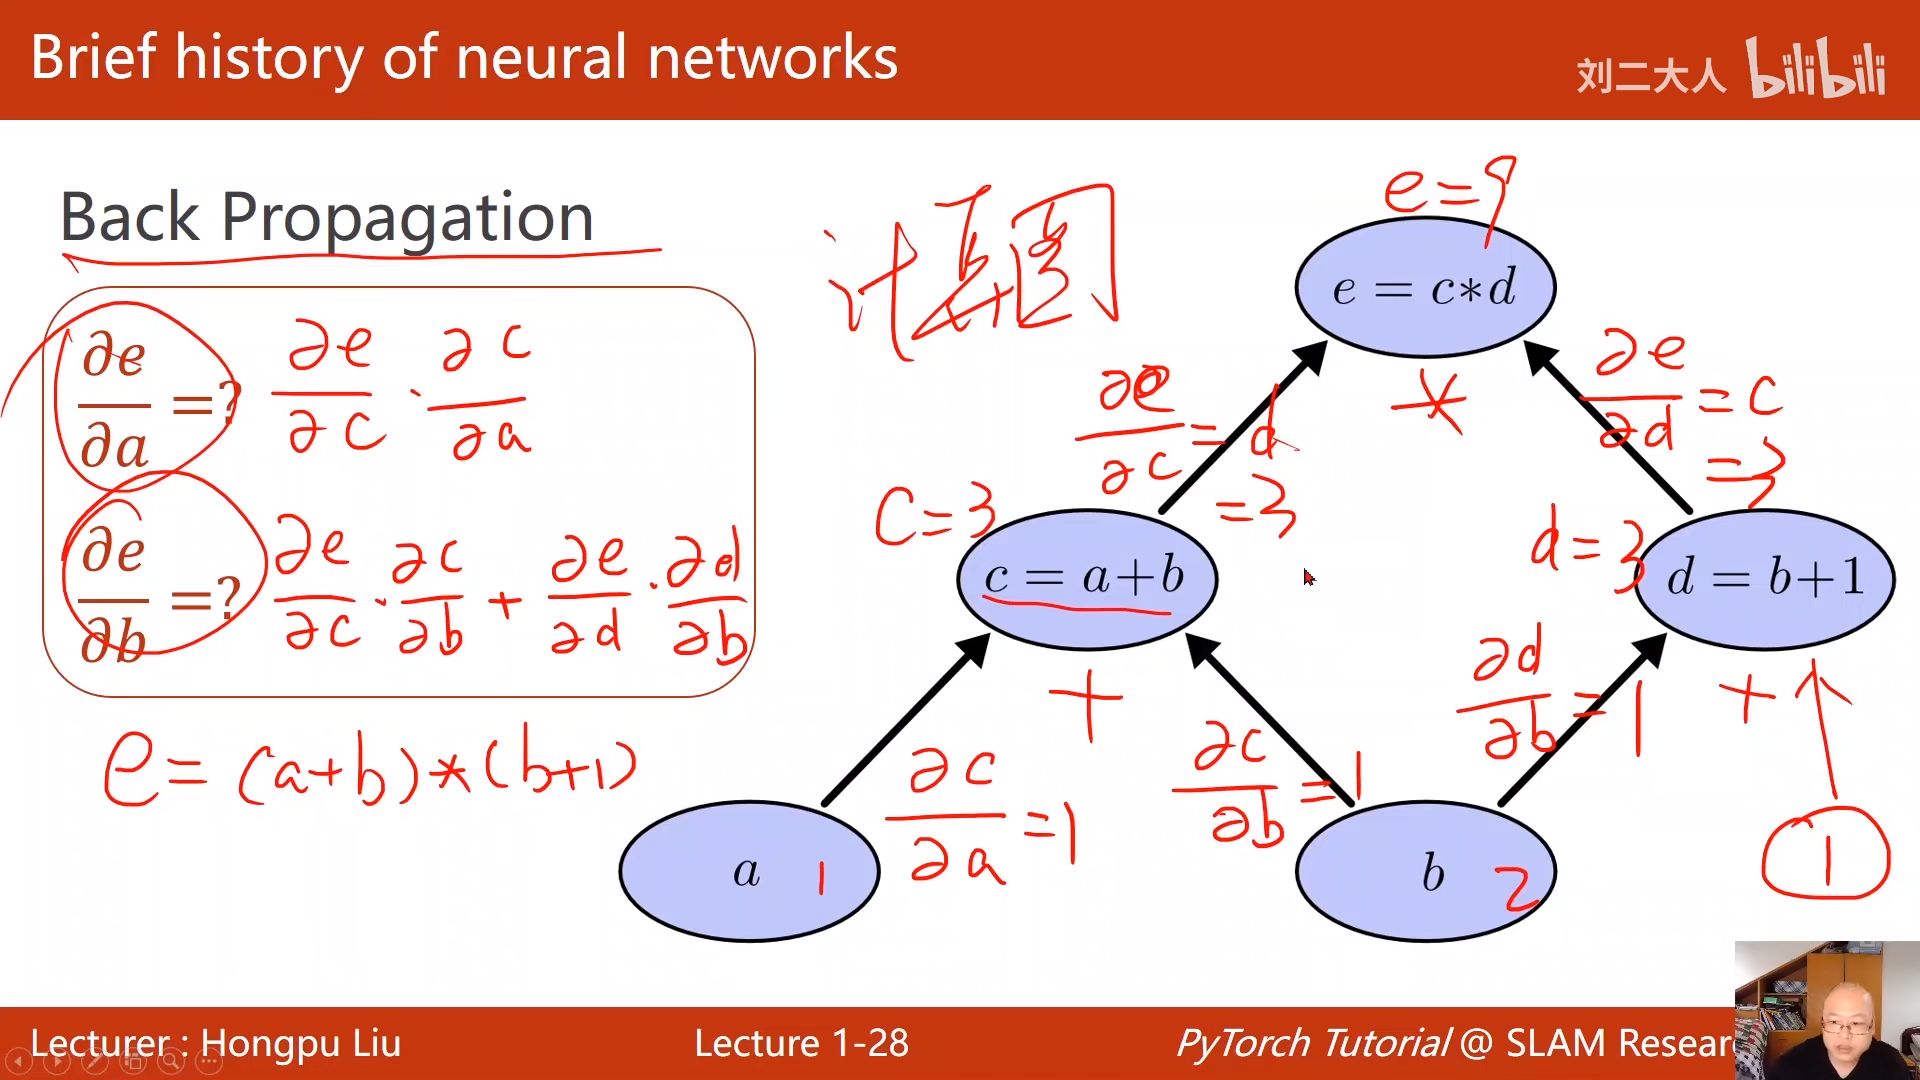 Brief history of neural networks
刘二大人 bilibili
Back Propagation
计算图
e=9
e = c*d
∂e/∂a =? ∂e/∂c · ∂c/∂a
∂e/∂c = d
=3
∂e/∂d = c
=3
∂e/∂b =? ∂e/∂c · ∂c/∂b + ∂e/∂d · ∂d/∂b
*
C=3
c = a+b
d=3
d = b+1
+
∂d/∂b = 1
+
e = (a+b)*(b+1)
∂c/∂a = 1
∂c/∂b = 1
a 1
b 2
1
Lecturer : Hongpu Liu
Lecture 1-28
PyTorch Tutorial @ SLAM Resear